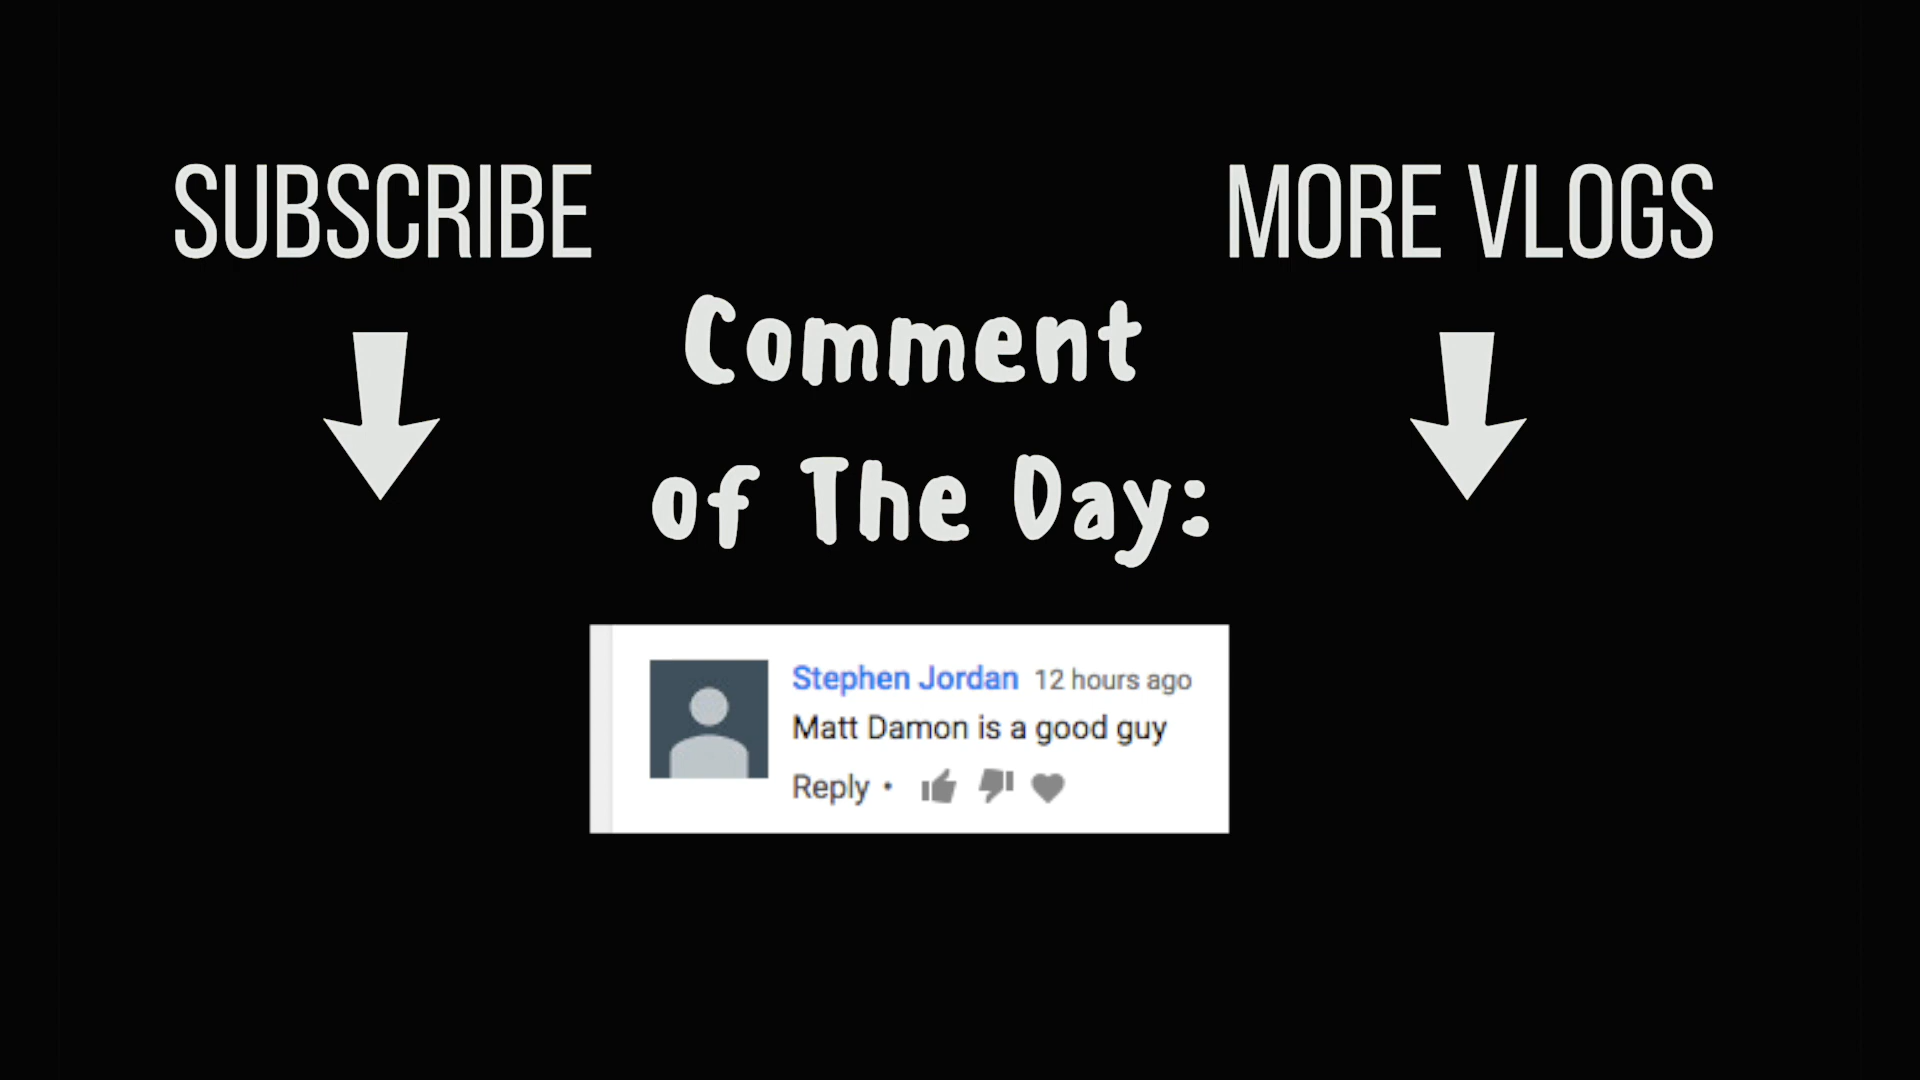 SUBSCRIBE
MORE VLOGS
Comment
of The Day:
Stephen Jordan 12 hours ago
Matt Damon is a good guy
Reply •